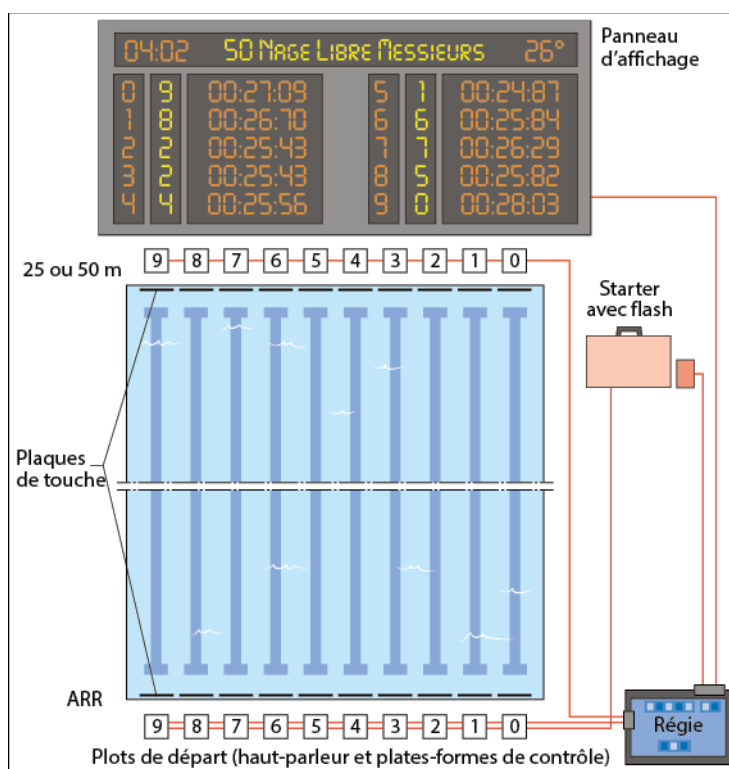 04:02 50 NAGE LIBRE MESSIEURS 26°
0 9 00:27:09 5 1 00:24:87
1 8 00:26:70 6 6 00:25:84
2 2 00:25:43 7 7 00:26:29
3 2 00:25:43 8 5 00:25:82
4 4 00:25:56 9 0 00:28:03
Panneau
d'affichage
25 ou 50 m
9 8 7 6 5 4 3 2 1 0
Starter
avec flash
Plaques
de touche
ARR
9 8 7 6 5 4 3 2 1 0
Régie
Plots de départ (haut-parleur et plates-formes de contrôle)